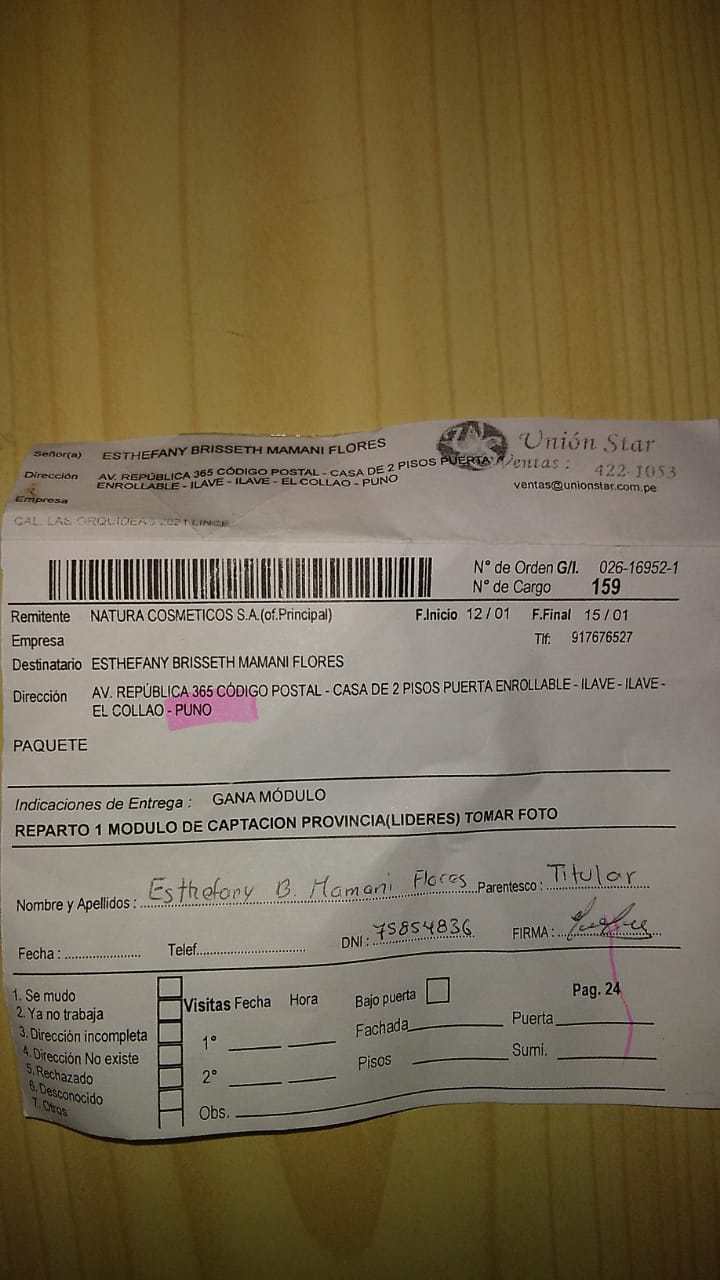 Señor(a) ESTHEFANY BRISSETH MAMANI FLORES
Unión Star
Dirección AV. REPÚBLICA 365 CÓDIGO POSTAL - CASA DE 2 PISOS PUERTA
Ventas : 422-1053
ENROLLABLE - ILAVE - ILAVE - EL COLLAO - PUNO
ventas@unionstar.com.pe
Empresa
CAL. LAS ORQUIDEAS 2621 LINCE
N° de Orden G/I. 026-16952-1
N° de Cargo 159
Remitente NATURA COSMETICOS S.A.(of.Principal) F.Inicio 12 / 01 F.Final 15 / 01
Empresa Tlf: 917676527
Destinatario ESTHEFANY BRISSETH MAMANI FLORES
Dirección AV. REPÚBLICA 365 CÓDIGO POSTAL - CASA DE 2 PISOS PUERTA ENROLLABLE - ILAVE - ILAVE -
EL COLLAO - PUNO
PAQUETE
Indicaciones de Entrega : GANA MÓDULO
REPARTO 1 MODULO DE CAPTACION PROVINCIA(LIDERES) TOMAR FOTO
Nombre y Apellidos : Esthefany B. Mamani Flores Parentesco : Titular
Fecha : Telef. DNI : 75854836 FIRMA :
1. Se mudo
2. Ya no trabaja
3. Dirección incompleta
4. Dirección No existe
5. Rechazado
6. Desconocido
7. Otros
Visitas Fecha Hora
1°
2°
Obs.
Bajo puerta
Fachada
Pisos
Pag. 24
Puerta
Sumi.